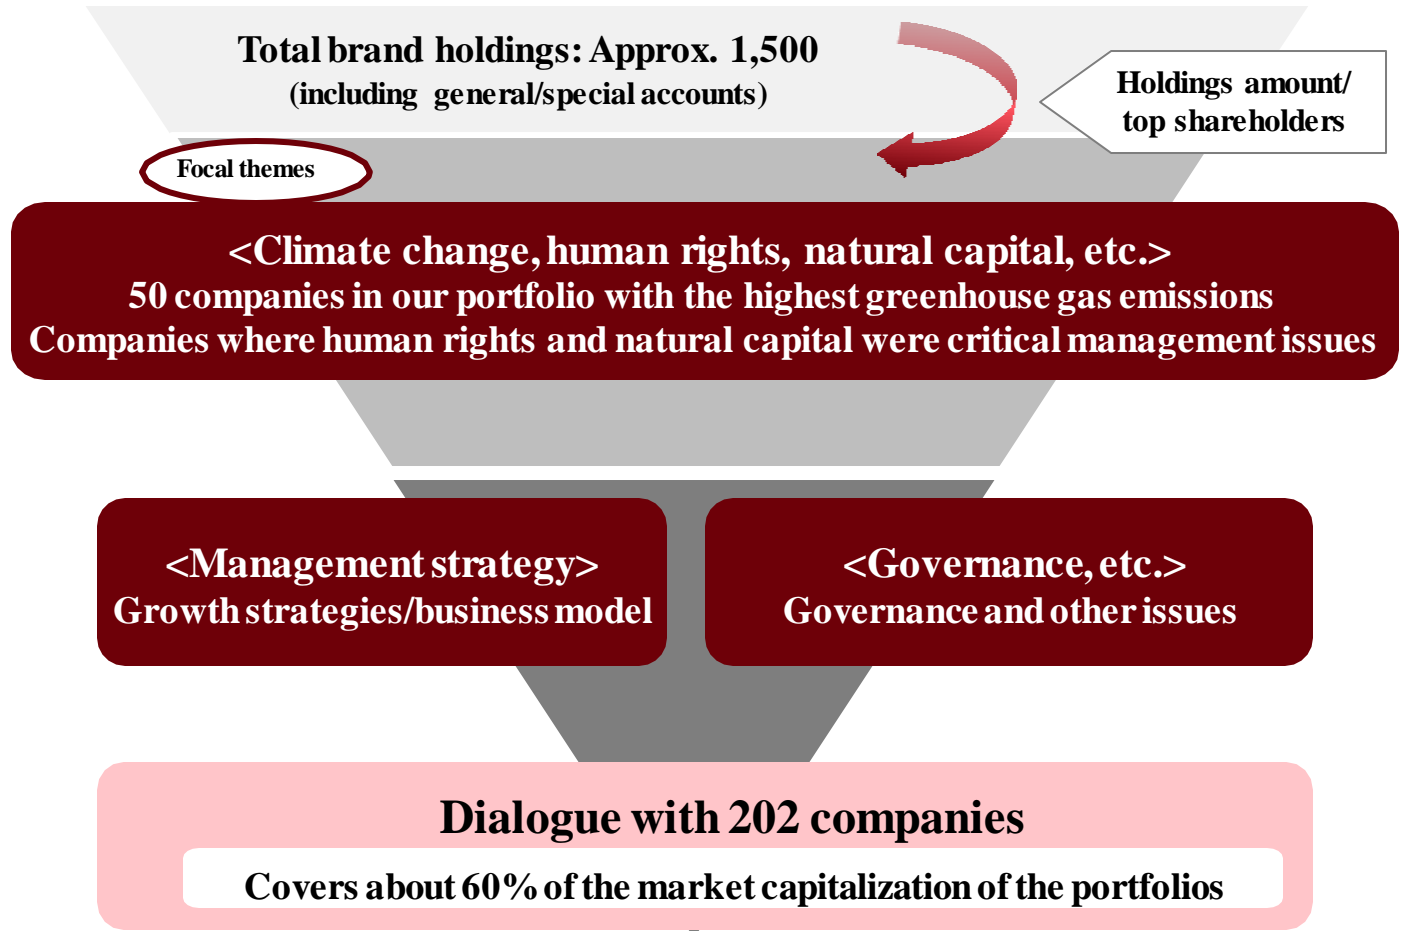 Total brand holdings: Approx. 1,500
(including general/special accounts)
Holdings amount/
top shareholders
Focal themes
<Climate change, human rights, natural capital, etc.>
50 companies in our portfolio with the highest greenhouse gas emissions
Companies where human rights and natural capital were critical management issues
<Management strategy>
Growth strategies/business model
<Governance, etc.>
Governance and other issues
Dialogue with 202 companies
Covers about 60% of the market capitalization of the portfolios